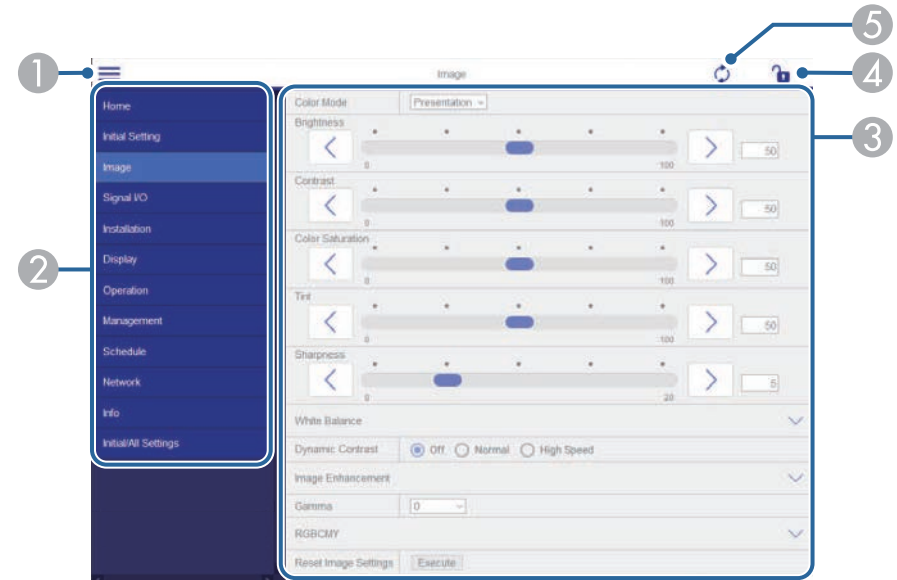 5
1
Image
4
Home
Initial Setting
Image
Signal I/O
Installation
Display
Operation
Management
Schedule
Network
Info
Initial/All Settings
2
Color Mode
Presentation
Brightness
0
100
50
Contrast
0
100
50
Color Saturation
0
100
50
Tint
0
100
50
Sharpness
0
20
5
White Balance
Dynamic Contrast
Off
Normal
High Speed
Image Enhancement
Gamma
0
RGBCMY
Reset Image Settings
Execute
3